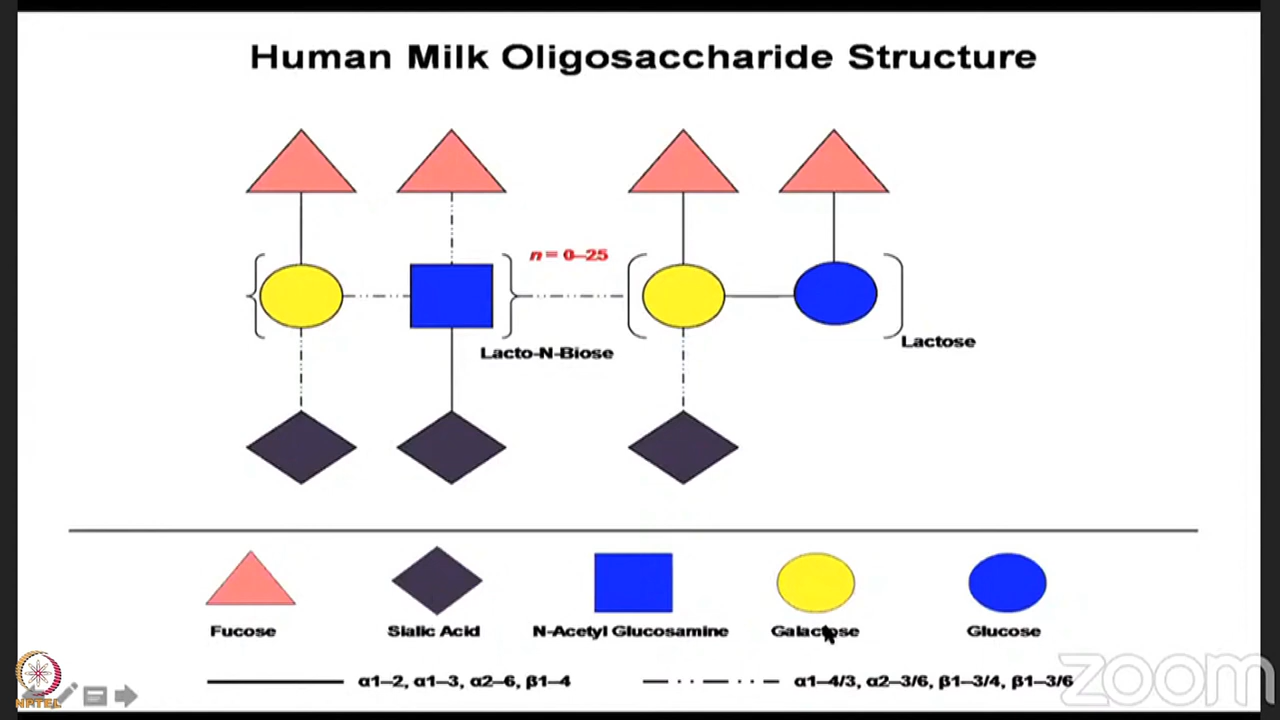 Human Milk Oligosaccharide Structure
n = 0–25
Lacto-N-Biose
Lactose
Fucose
Sialic Acid
N-Acetyl Glucosamine
Galactose
Glucose
α1–2, α1–3, α2–6, β1–4
α1–4/3, α2–3/6, β1–3/4, β1–3/6
NPTEL
zoom